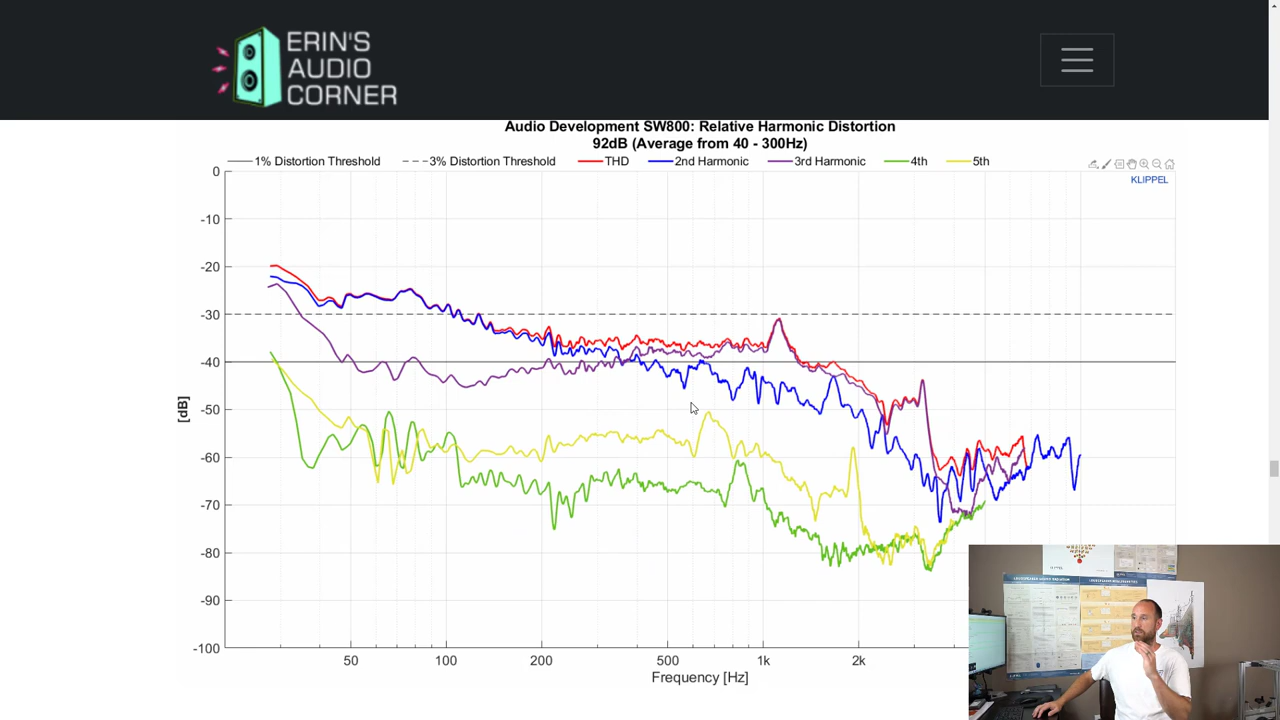 ERIN'S
AUDIO
CORNER
Audio Development SW800: Relative Harmonic Distortion
92dB (Average from 40 - 300Hz)
1% Distortion Threshold 3% Distortion Threshold THD 2nd Harmonic 3rd Harmonic 4th 5th
KLIPPEL
0
-10
-20
-30
-40
-50
-60
-70
-80
-90
-100
[dB]
50 100 200 500 1k 2k
Frequency [Hz]